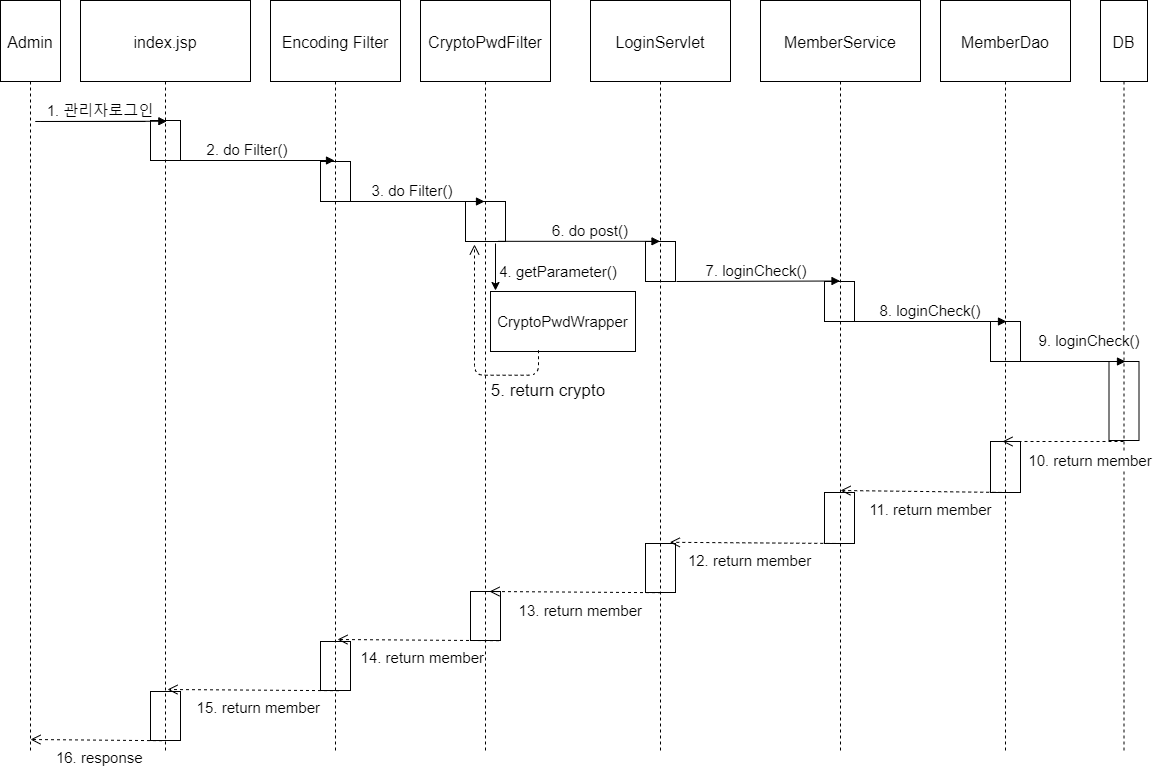 Admin
index.jsp
Encoding Filter
CryptoPwdFilter
LoginServlet
MemberService
MemberDao
DB
1. 관리자로그인
2. do Filter()
3. do Filter()
6. do post()
4. getParameter()
7. loginCheck()
8. loginCheck()
CryptoPwdWrapper
9. loginCheck()
5. return crypto
10. return member
11. return member
12. return member
13. return member
14. return member
15. return member
16. response